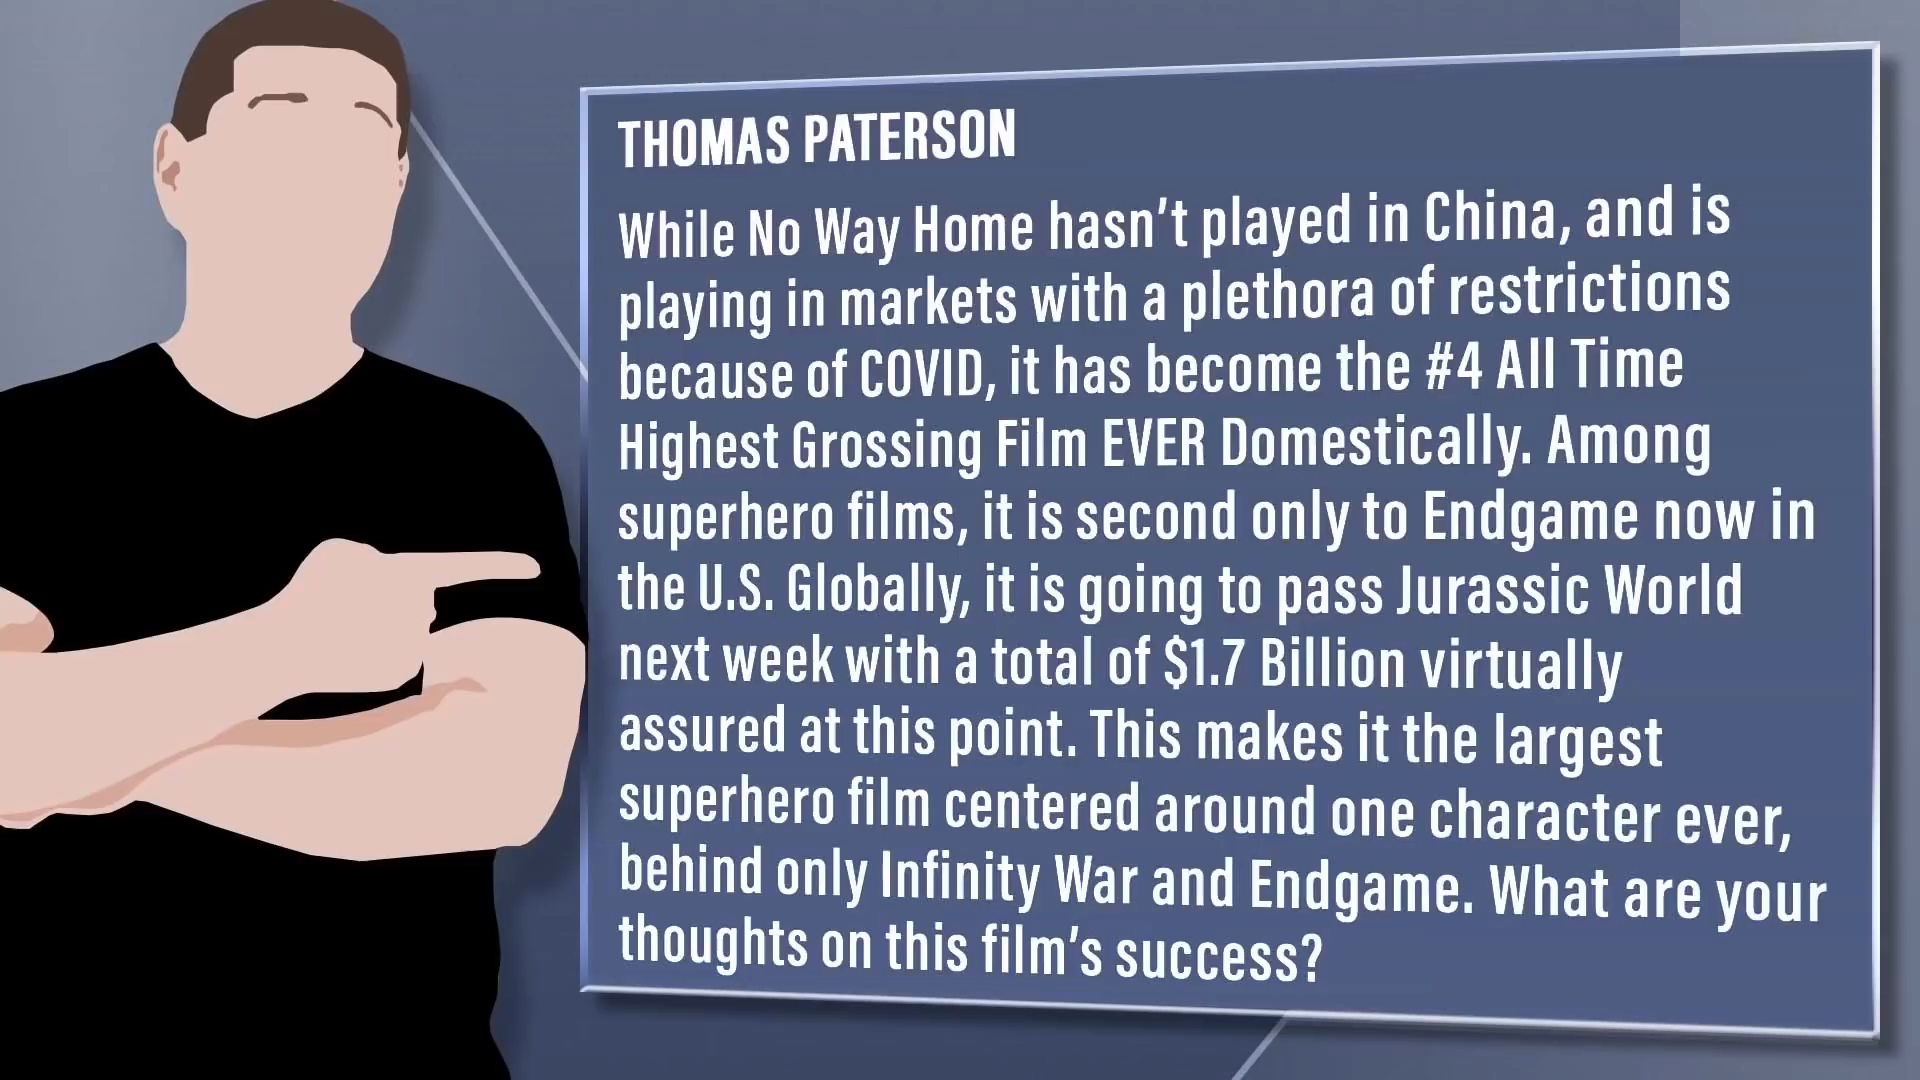 THOMAS PATERSON
While No Way Home hasn't played in China, and is
playing in markets with a plethora of restrictions
because of COVID, it has become the #4 All Time
Highest Grossing Film EVER Domestically. Among
superhero films, it is second only to Endgame now in
the U.S. Globally, it is going to pass Jurassic World
next week with a total of $1.7 Billion virtually
assured at this point. This makes it the largest
superhero film centered around one character ever,
behind only Infinity War and Endgame. What are your
thoughts on this film's success?